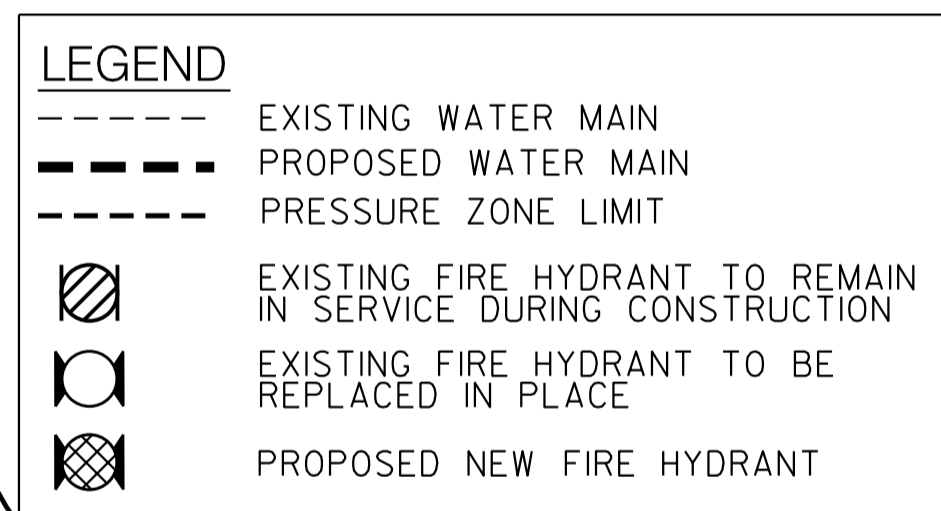 LEGEND
EXISTING WATER MAIN
PROPOSED WATER MAIN
PRESSURE ZONE LIMIT
EXISTING FIRE HYDRANT TO REMAIN
IN SERVICE DURING CONSTRUCTION
EXISTING FIRE HYDRANT TO BE
REPLACED IN PLACE
PROPOSED NEW FIRE HYDRANT